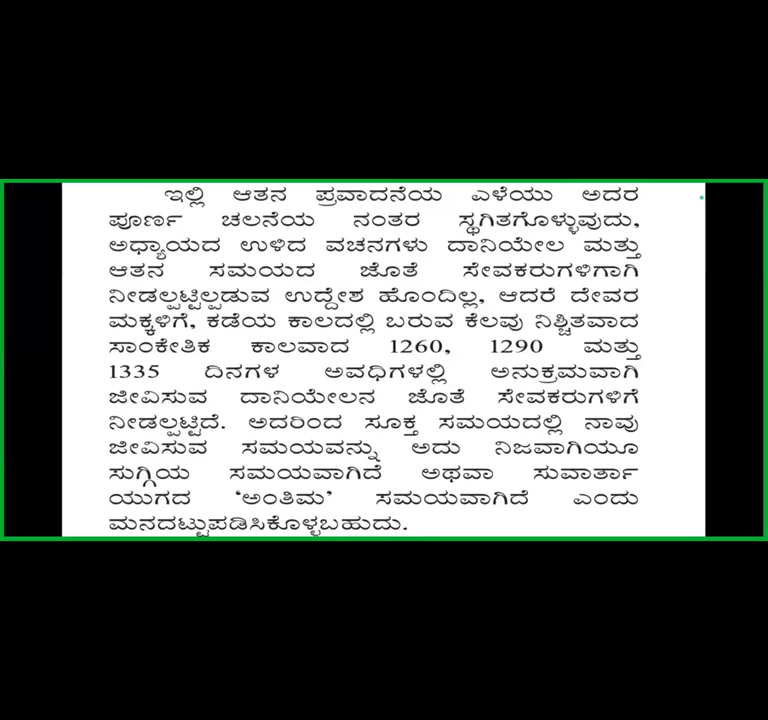 ಇಲ್ಲಿ ಆತನ ಪ್ರವಾದನೆಯ ಎಳೆಯು ಅದರ
ಪೂರ್ಣ ಚಲನೆಯ ನಂತರ ಸ್ಥಗಿತಗೊಳ್ಳುವುದು,
ಅಧ್ಯಾಯದ ಉಳಿದ ವಚನಗಳು ದಾನಿಯೇಲ ಮತ್ತು
ಆತನ ಸಮಯದ ಜೊತೆ ಸೇವಕರುಗಳಿಗಾಗಿ
ನೀಡಲ್ಪಟ್ಟಿಲ್ಪಡುವ ಉದ್ದೇಶ ಹೊಂದಿಲ್ಲ, ಆದರೆ ದೇವರ
ಮಕ್ಕಳಿಗೆ, ಕಡೆಯ ಕಾಲದಲ್ಲಿ ಬರುವ ಕೆಲವು ನಿಶ್ಚಿತವಾದ
ಸಾಂಕೇತಿಕ ಕಾಲವಾದ 1260, 1290 ಮತ್ತು
1335 ದಿನಗಳ ಅವಧಿಗಳಲ್ಲಿ ಅನುಕ್ರಮವಾಗಿ
ಜೀವಿಸುವ ದಾನಿಯೇಲನ ಜೊತೆ ಸೇವಕರುಗಳಿಗೆ
ನೀಡಲ್ಪಟ್ಟಿದೆ. ಅದರಿಂದ ಸೂಕ್ತ ಸಮಯದಲ್ಲಿ ನಾವು
ಜೀವಿಸುವ ಸಮಯವನ್ನು ಅದು ನಿಜವಾಗಿಯೂ
ಸುಗ್ಗಿಯ ಸಮಯವಾಗಿದೆ ಅಥವಾ ಸುವಾರ್ತಾ
ಯುಗದ ‘ಅಂತಿಮ’ ಸಮಯವಾಗಿದೆ ಎಂದು
ಮನದಟ್ಟುಪಡಿಸಿಕೊಳ್ಳಬಹುದು.